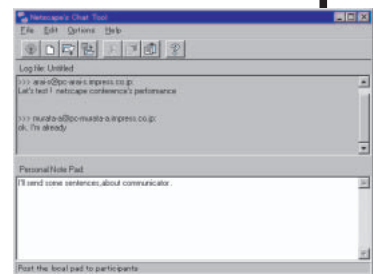 Netscape's Chat Tool
File Edit Options Help
Log file: Untitled
>>> arai-s@pc-arai-s.impress.co.jp:
Let's test ! netscape conference's performance
>>> murata-a@pc-murata-a.impress.co.jp:
ok, I'm already
Personal Note Pad
I'll send some sentences,about communicator.
Post the local pad to participants